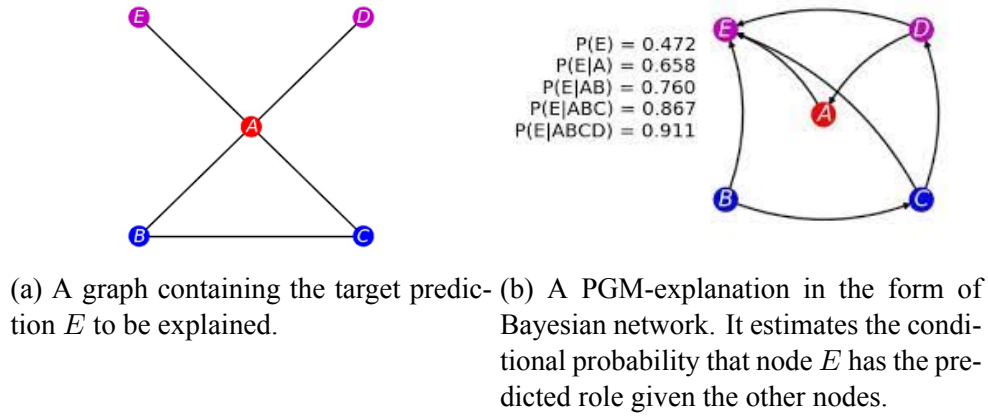 E
D
A
B
C
P(E) = 0.472
P(E|A) = 0.658
P(E|AB) = 0.760
P(E|ABC) = 0.867
P(E|ABCD) = 0.911
E
D
A
B
C
(a) A graph containing the target predic-
tion E to be explained.
(b) A PGM-explanation in the form of
Bayesian network. It estimates the condi-
tional probability that node E has the pre-
dicted role given the other nodes.